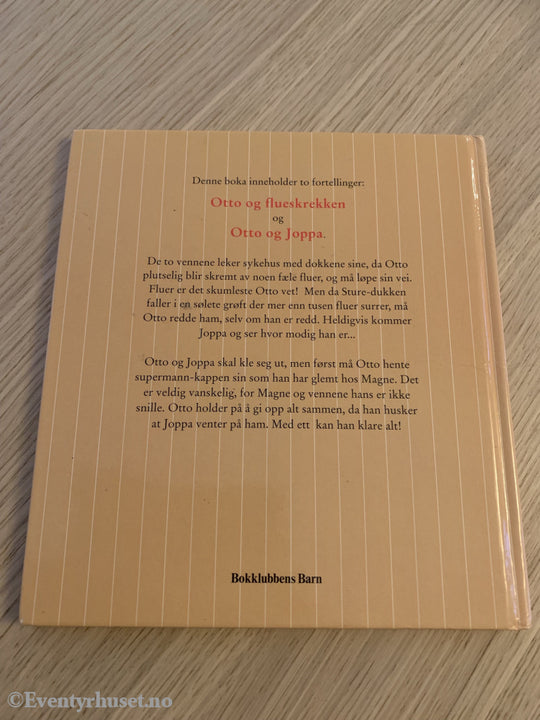 Denne boka inneholder to fortellinger:
Otto og flueskrekken
og
Otto og Joppa.
De to vennene leker sykehus med dokkene sine, da Otto
plutselig blir skremt av noen fæle fluer, og må løpe sin vei.
Fluer er det skumleste Otto vet! Men da Sture-dukken
faller i en sølete grøft der mer enn tusen fluer surrer, må
Otto redde ham, selv om han er redd. Heldigvis kommer
Joppa og ser hvor modig han er...
Otto og Joppa skal kle seg ut, men først må Otto hente
supermann-kappen sin som han har glemt hos Magne. Det
er veldig vanskelig, for Magne og vennene hans er ikke
snille. Otto holder på å gi opp alt sammen, da han husker
at Joppa venter på ham. Med ett kan han klare alt!
Bokklubbens Barn
©Eventyrhuset.no